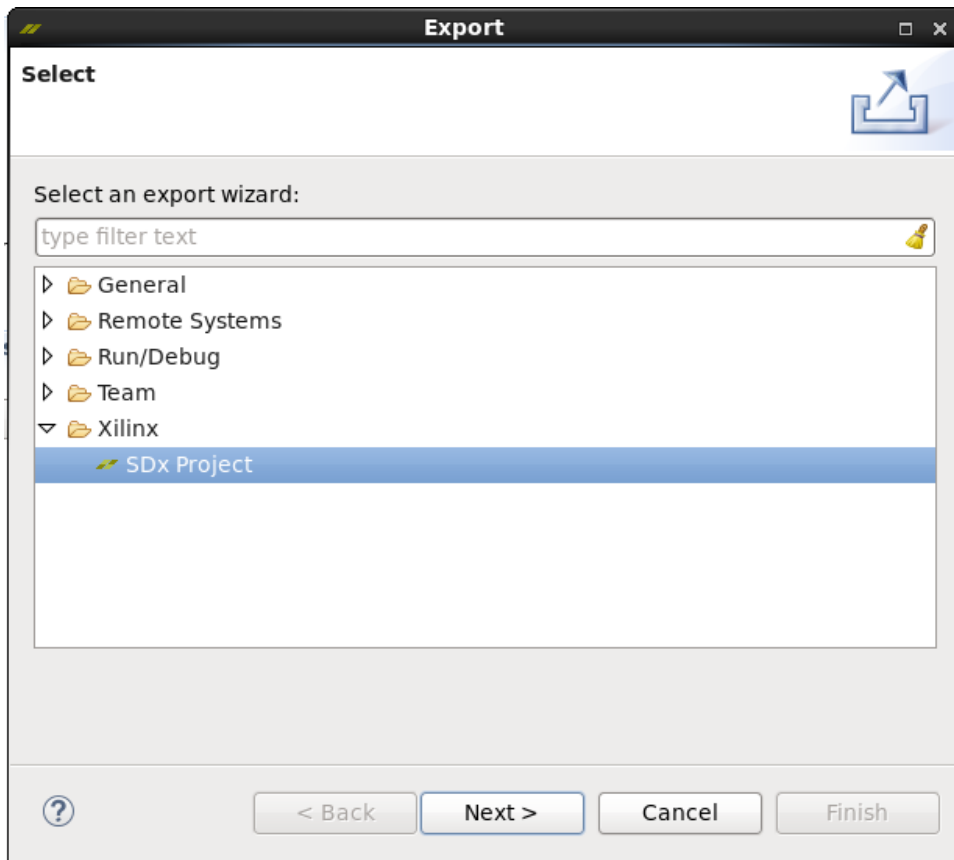 Export
Select
Select an export wizard:
type filter text
General
Remote Systems
Run/Debug
Team
Xilinx
SDx Project
? < Back Next > Cancel Finish